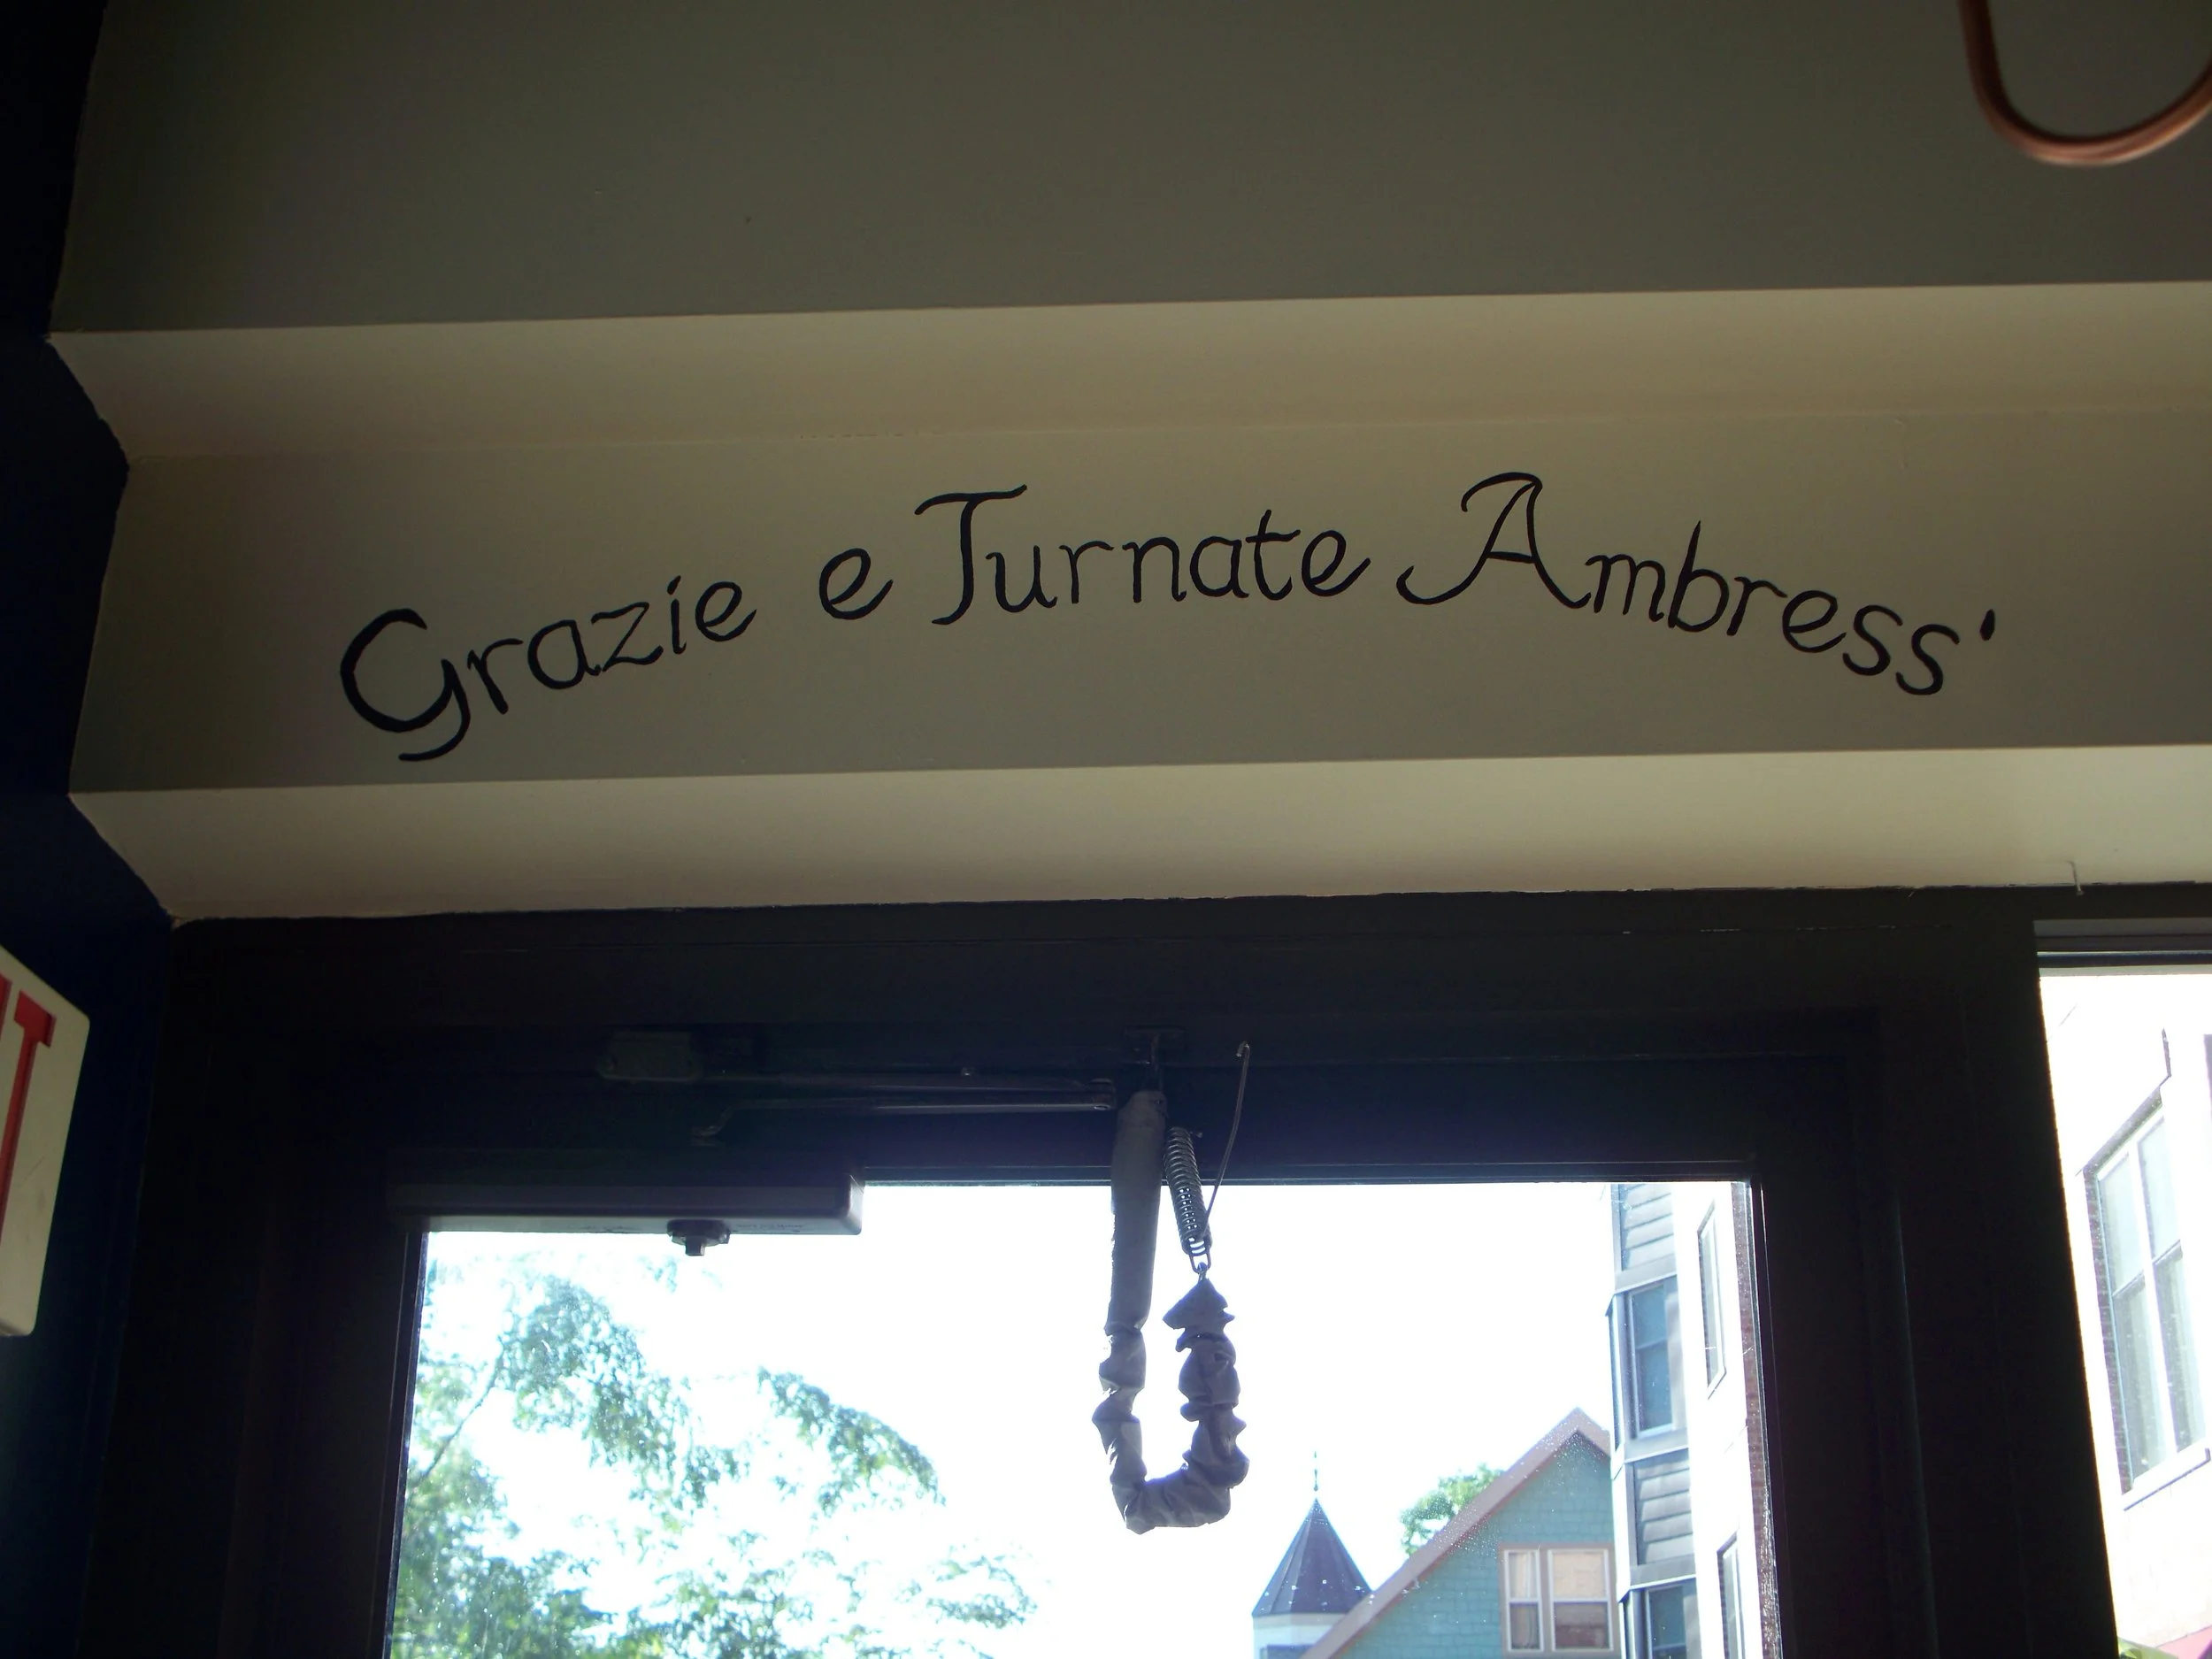 Grazie e Turnate Ambress'